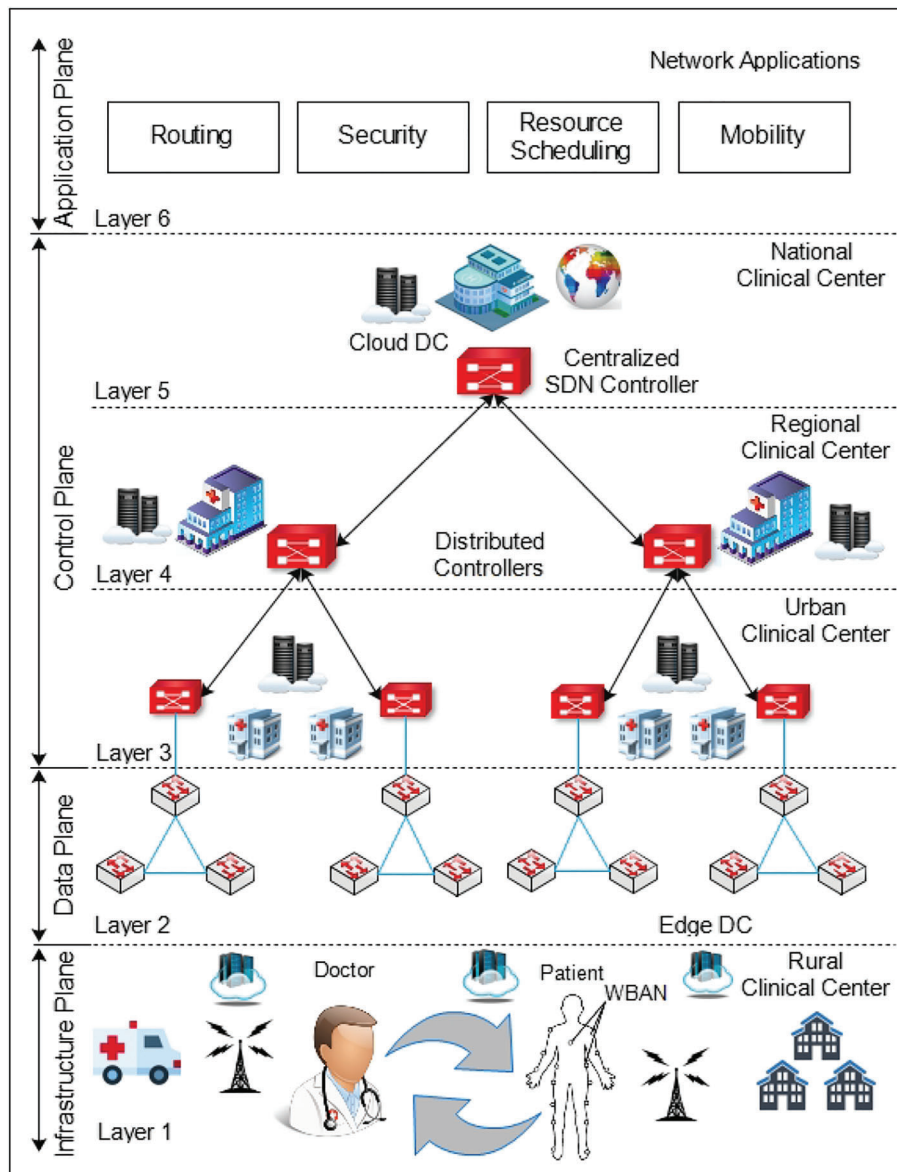 Application Plane
Network Applications
Routing
Security
Resource
Scheduling
Mobility
Layer 6
Control Plane
National
Clinical Center
Cloud DC
Centralized
SDN Controller
Layer 5
Regional
Clinical Center
Distributed
Controllers
Layer 4
Urban
Clinical Center
Layer 3
Data Plane
Layer 2
Edge DC
Infrastructure Plane
Doctor
Patient
WBAN
Rural
Clinical Center
Layer 1